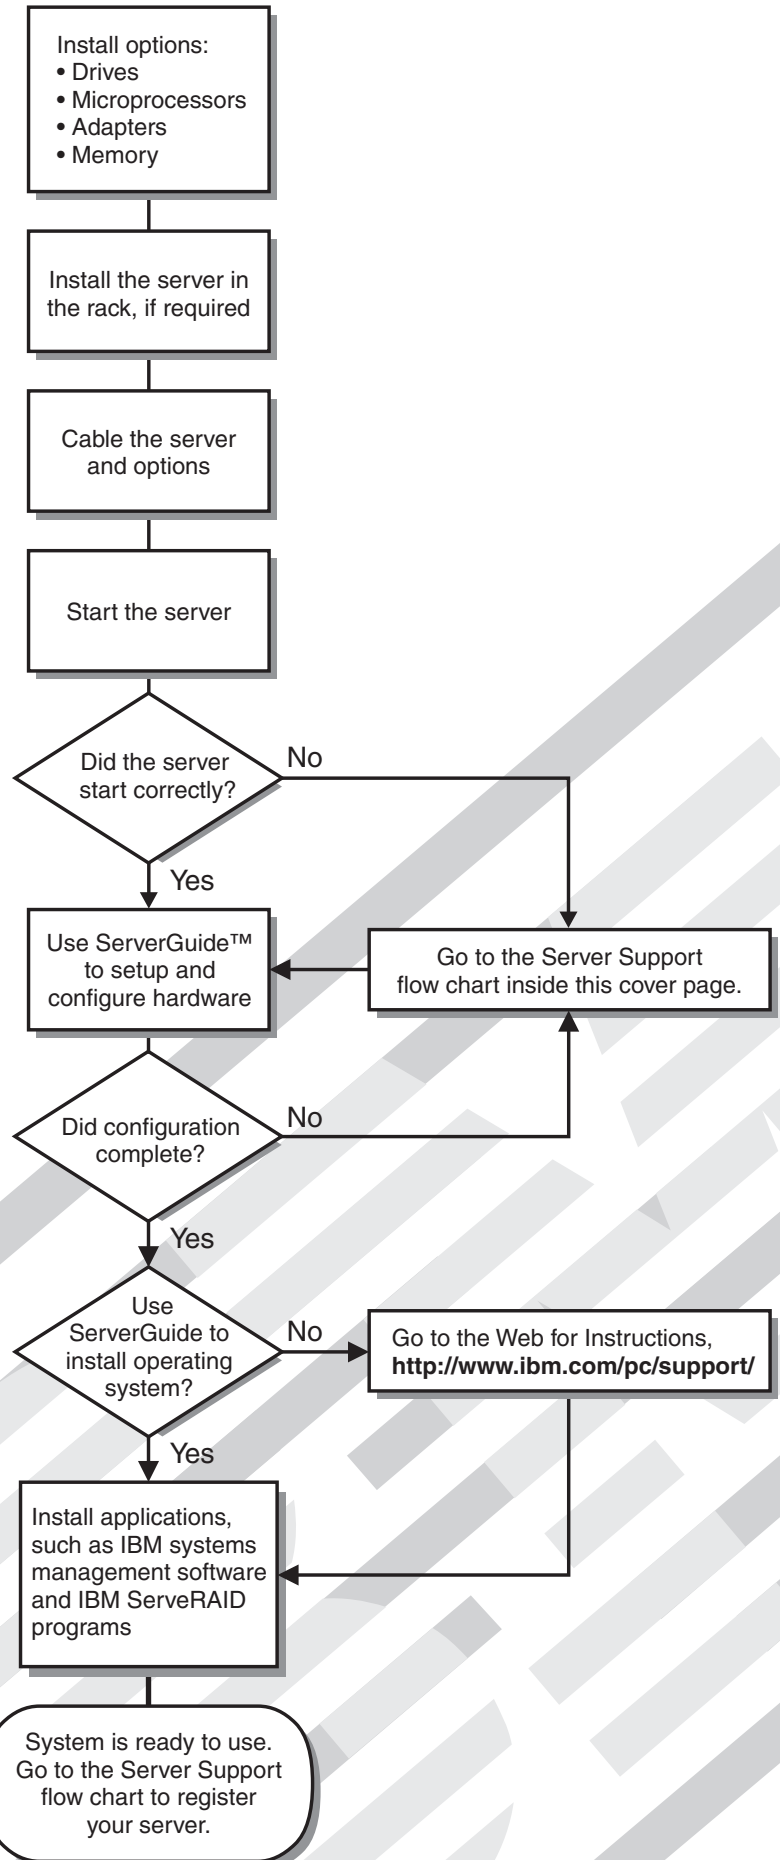 Install options:
• Drives
• Microprocessors
• Adapters
• Memory
Install the server in
the rack, if required
Cable the server
and options
Start the server
Did the server
start correctly?
No
Yes
Use ServerGuide™
to setup and
configure hardware
Go to the Server Support
flow chart inside this cover page.
Did configuration
complete?
No
Yes
Use
ServerGuide to
install operating
system?
No
Go to the Web for Instructions,
http://www.ibm.com/pc/support/
Yes
Install applications,
such as IBM systems
management software
and IBM ServeRAID
programs
System is ready to use.
Go to the Server Support
flow chart to register
your server.